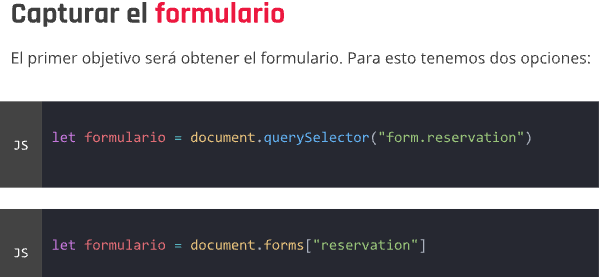 Capturar el formulario
El primer objetivo será obtener el formulario. Para esto tenemos dos opciones:
JS
let formulario = document.querySelector("form.reservation")
JS
let formulario = document.forms["reservation"]